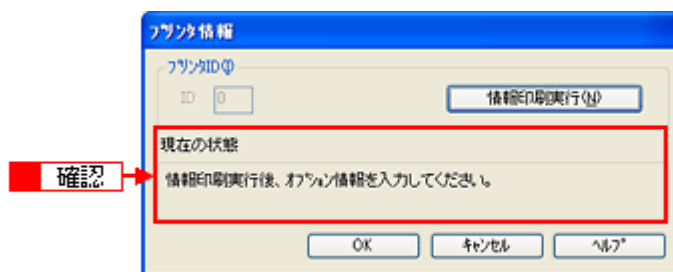 プリンタ情報
プリンタID(I)
ID 0
情報印刷実行(N)
現在の状態
確認
情報印刷実行後、オプション情報を入力してください。
OK キャンセル ヘルプ